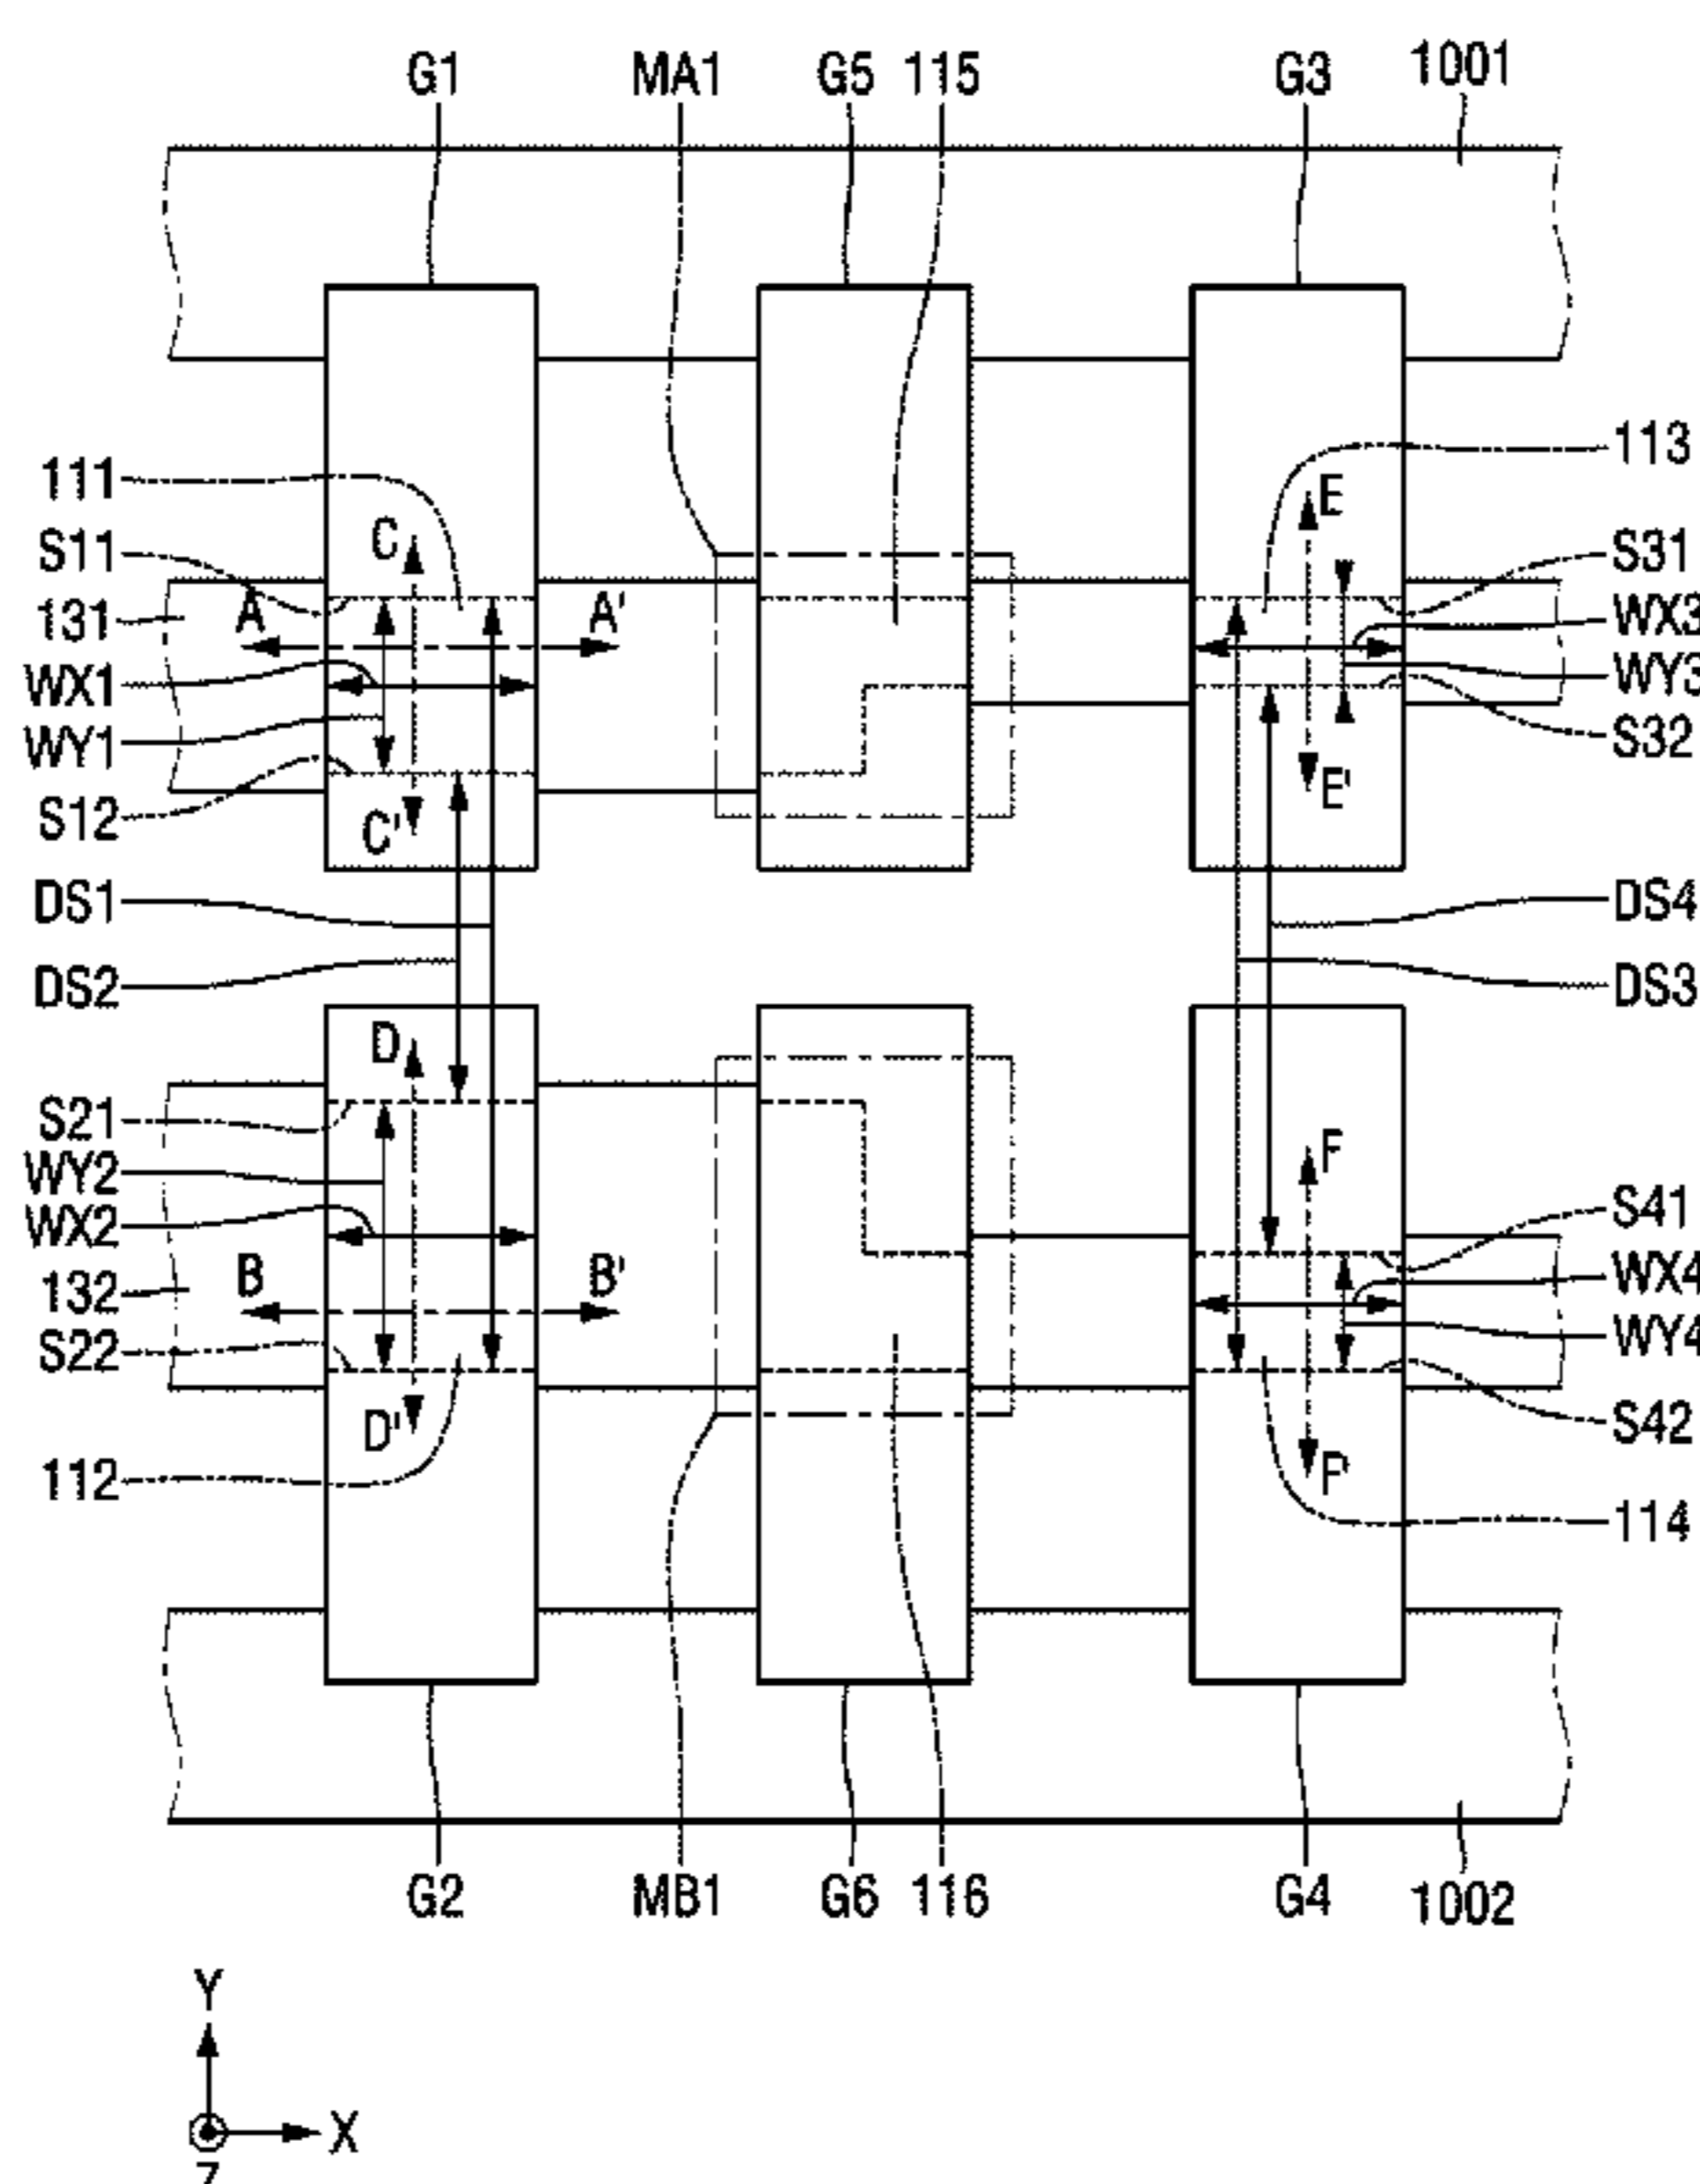 G1 MA1 G5 115 G3 1001
111
S11
131
WX1
WY1
S12
DS1
DS2
C
A A'
C'
E
E'
113
S31
WX3
WY3
S32
DS4
DS3
S21
WY2
WX2
132
S22
112
D
B B'
D'
F
F'
S41
WX4
WY4
S42
114
G2 MB1 G6 116 G4 1002
Y
X
Z